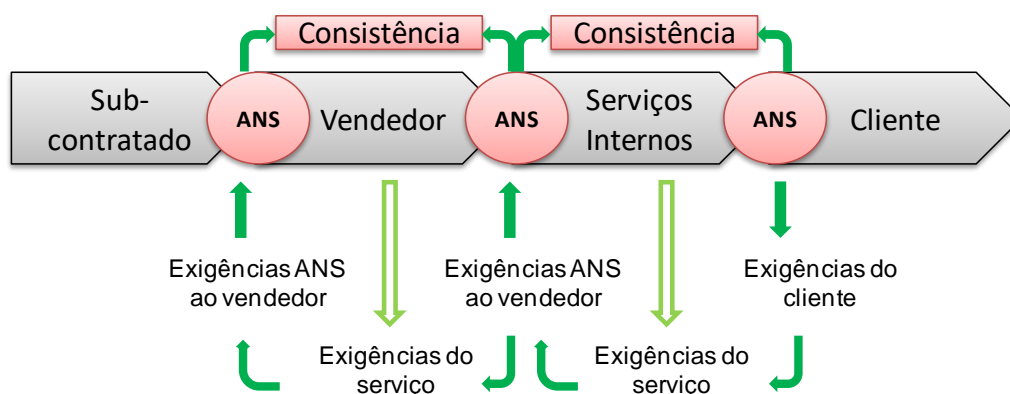 Consistência
Consistência
Sub-
contratado
ANS
Vendedor
ANS
Serviços
Internos
ANS
Cliente
Exigências ANS
ao vendedor
Exigências ANS
ao vendedor
Exigências do
cliente
Exigências do
servico
Exigências do
servico